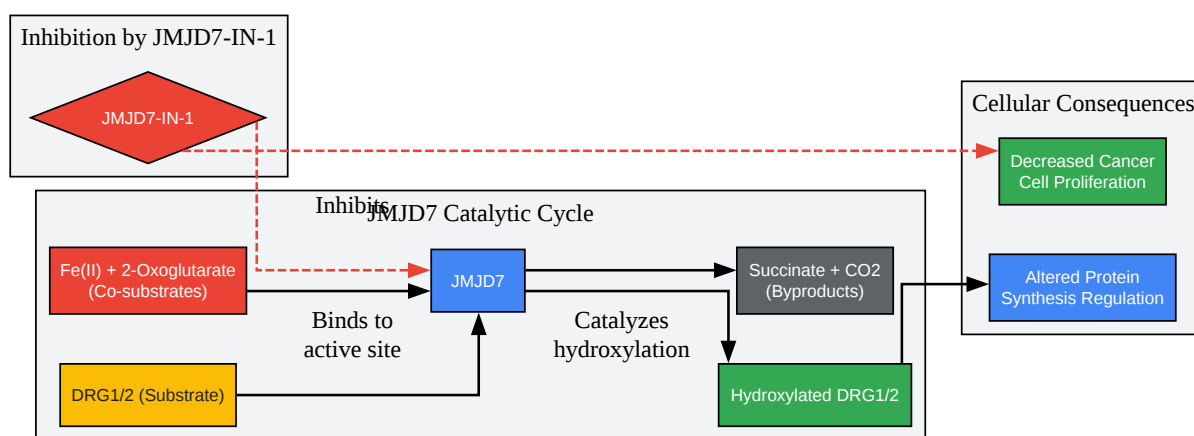 Inhibition by JMJD7-IN-1
JMJD7-IN-1
Cellular Consequences
Decreased Cancer
Cell Proliferation
Inhibits
JMJD7 Catalytic Cycle
Fe(II) + 2-Oxoglutarate
(Co-substrates)
JMJD7
Succinate + CO2
(Byproducts)
Altered Protein
Synthesis Regulation
Binds to
active site
Catalyzes
hydroxylation
DRG1/2 (Substrate)
Hydroxylated DRG1/2